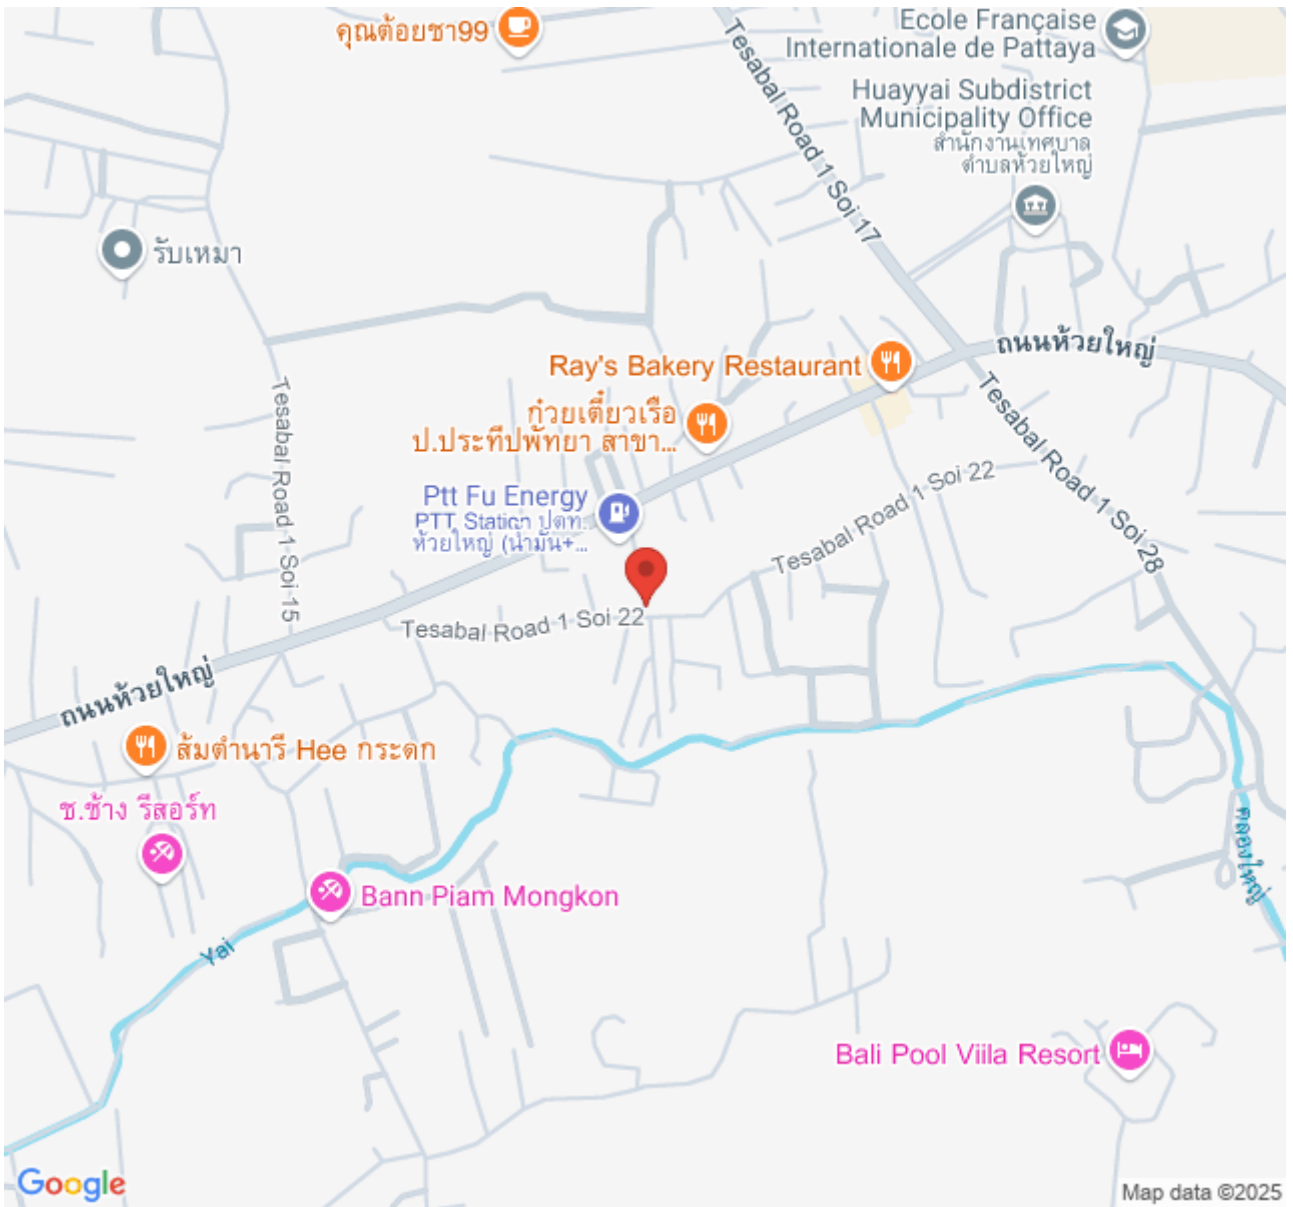 คุณต้อยชา99
Ecole Française
Internationale de Pattaya
Huayyai Subdistrict
Municipality Office
สำนักงานเทศบาล
ตำบลห้วยใหญ่
Tesabal Road 1 Soi 17
รับเหมา
ถนนห้วยใหญ่
Ray's Bakery Restaurant
ก๋วยเตี๋ยวเรือ
ป.ประทีปพัทยา สาขา...
Tesabal Road 1 Soi 15
Tesabal Road 1 Soi 28
Tesabal Road 1 Soi 22
Ptt Fu Energy
PTT Station ปตท.
ห้วยใหญ่ (น้ำมัน+...
Tesabal Road 1 Soi 22
ถนนห้วยใหญ่
ส้มตำนารี Hee กระดก
ช.ช้าง รีสอร์ท
คลองใหญ่
Bann Piam Mongkon
Yai
Bali Pool Viila Resort
Google
Map data ©2025